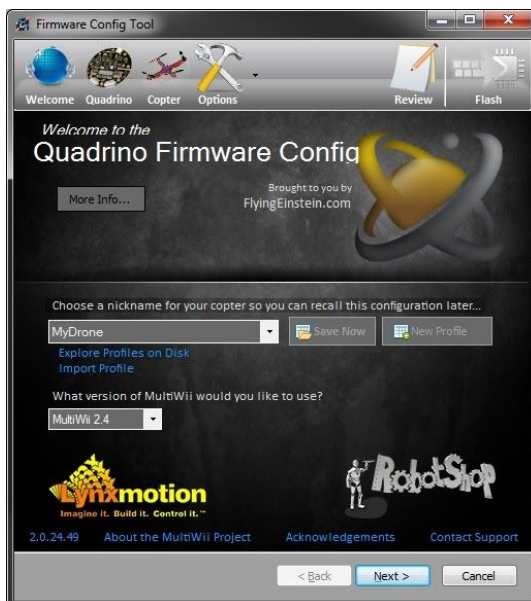 Firmware Config Tool
Welcome Quadrino Copter Options Review Flash
Welcome to the
Quadrino Firmware Config
More Info...
Brought to you by
FlyingEinstein.com
Choose a nickname for your copter so you can recall this configuration later...
MyDrone Save Now New Profile
Explore Profiles on Disk
Import Profile
What version of MultiWii would you like to use?
MultiWii 2.4
Lynxmotion RobotShop
Imagine it. Build it. Control it.™
2.0.24.49 About the MultiWii Project Acknowledgements Contact Support
< Back Next > Cancel